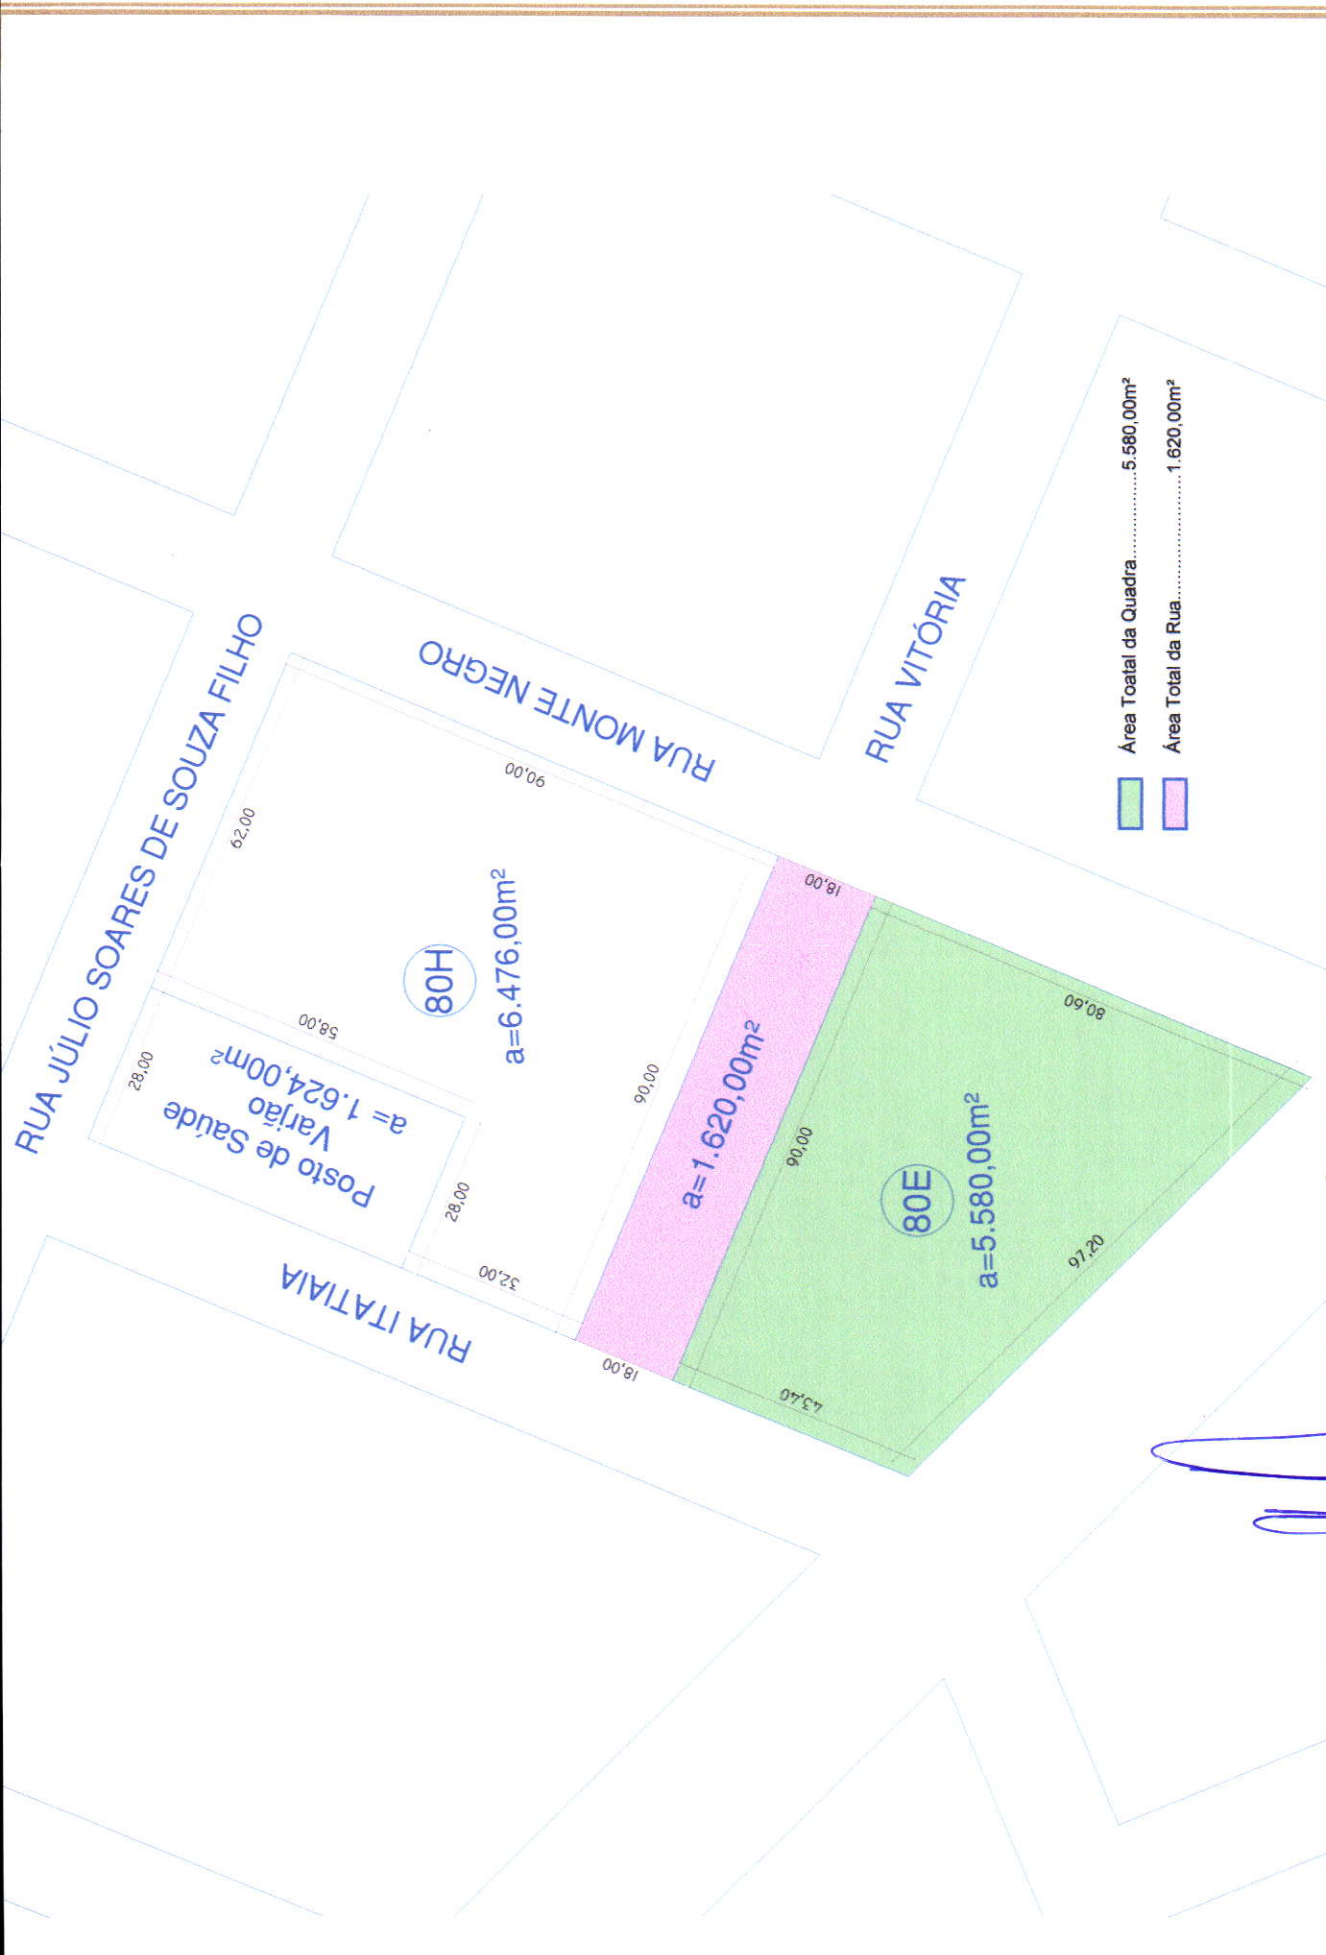 RUA JÚLIO SOARES DE SOUZA FILHO
28,00
62,00
Posto de Saúde
Varjão
a= 1.624,00m²
58,00
28,00
32,00
80H
a=6.476,00m²
90,00
90,00
RUA MONTE NEGRO
RUA ITATIAIA
18,00
a=1.620,00m²
18,00
RUA VITÓRIA
90,00
43,40
80E
a=5.580,00m²
80,60
97,20
Área Toatal da Quadra................5.580,00m²
Área Total da Rua.......................1.620,00m²